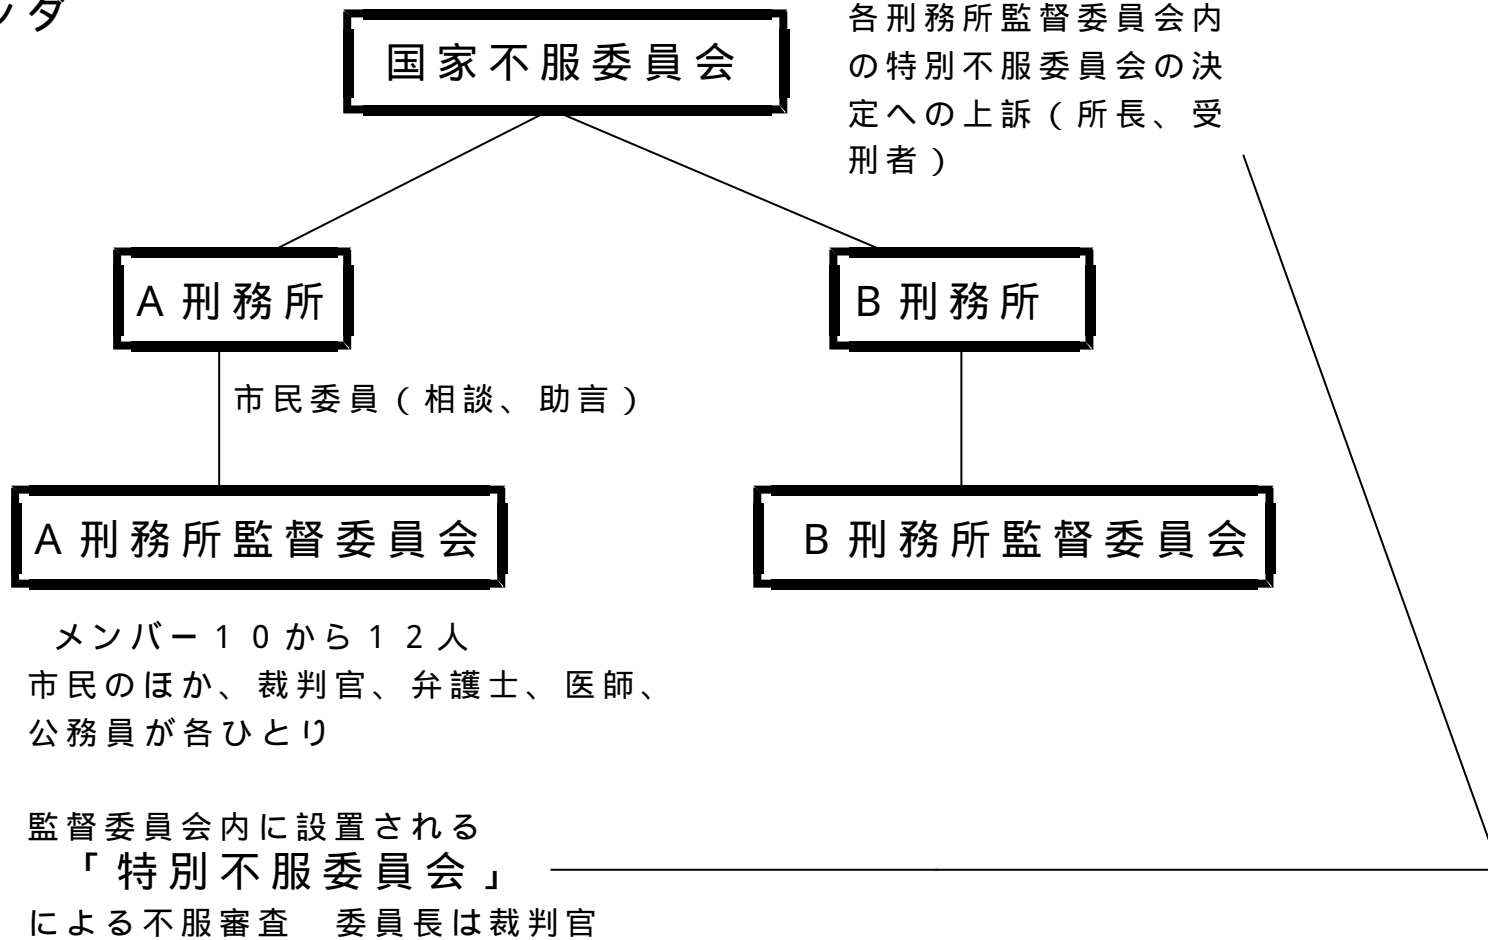 ンダ
国家不服委員会
各刑務所監督委員会内
の特別不服委員会の決
定への上訴（所長、受
刑者）
A刑務所
B刑務所
市民委員（相談、助言）
A刑務所監督委員会
B刑務所監督委員会
メンバー１０から１２人
市民のほか、裁判官、弁護士、医師、
公務員が各ひとり
監督委員会内に設置される
「特別不服委員会」
による不服審査　委員長は裁判官